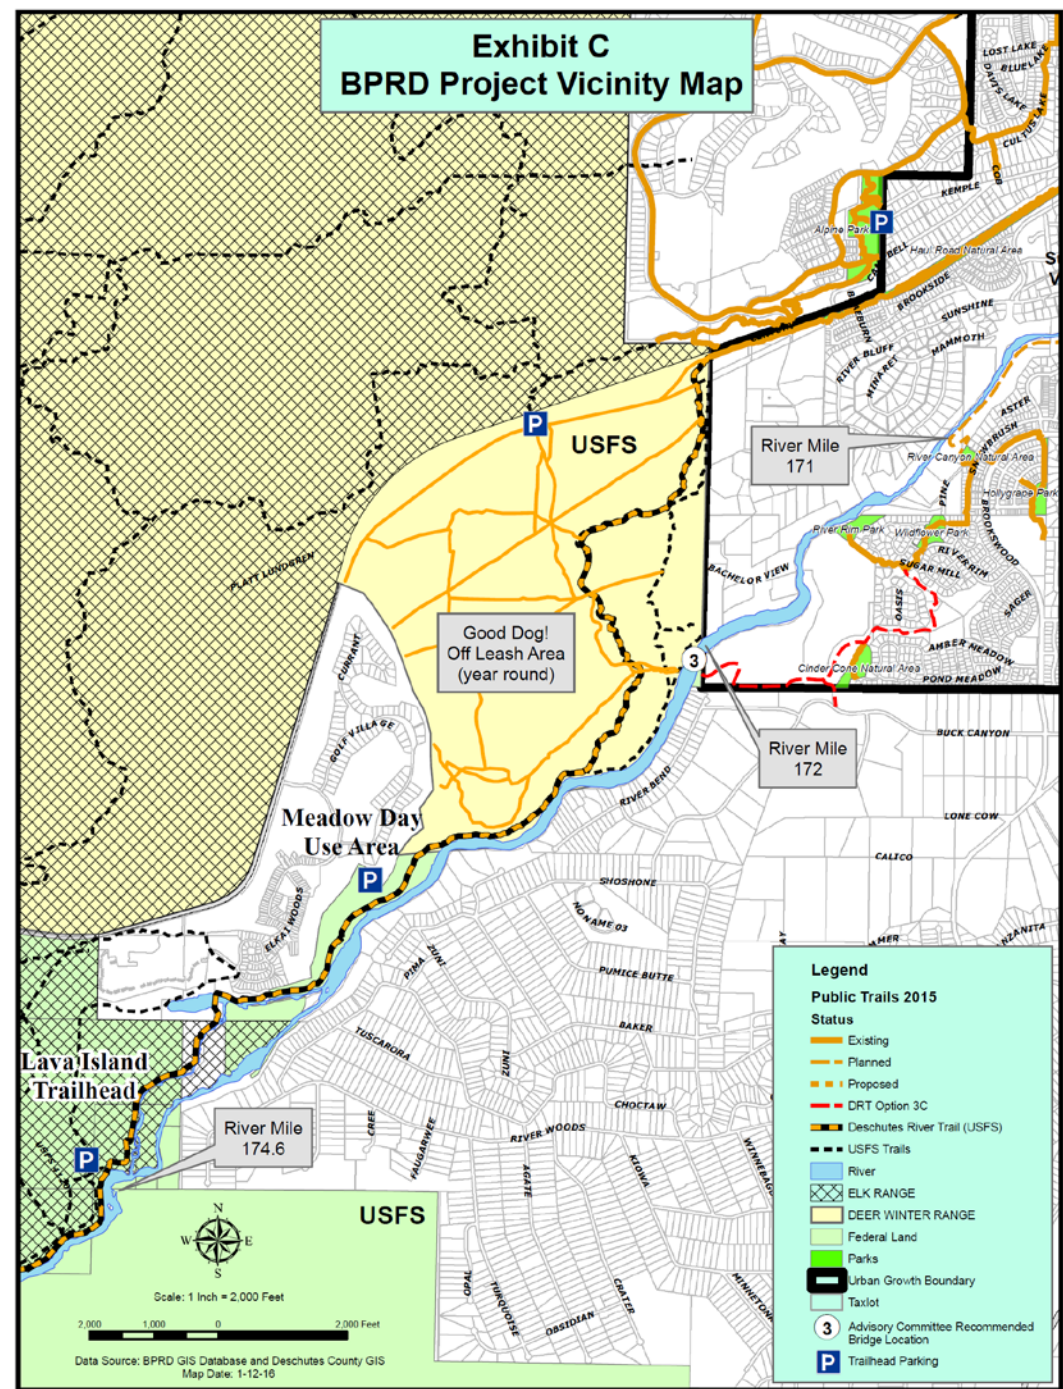 Exhibit C
BPRD Project Vicinity Map
LOST LAKE
BLUE LAKE
DAVIS LAKE
CULTUS LAKE
COB
KEMPLE
P
Alpine Park
CAMPBELL
Haul Road Natural Area
BROOKSIDE
SUNSHINE
MAMMOTH
RIVER BLUFF
MINARET
ASTER
P
USFS
River Mile
171
SNOWBRUSH
River Canyon Natural Area
PINE
Hollygrape Park
BROOKSWOOD
River Rim Park
Wildflower Park
RIVER RIM
SUGAR MILL
PLATT LUNDGREN
BACHELOR VIEW
OASIS
SAGER
Good Dog!
Off Leash Area
(year round)
CURRANT
3
AMBER MEADOW
Cinder Cone Natural Area
POND MEADOW
GOLF VILLAGE
BUCK CANYON
River Mile
172
RIVER BEND
Meadow Day
Use Area
LONE COW
CALICO
P
SHOSHONE
ELKAI WOODS
NO NAME 03
ZUNI
PIMA
PUMICE BUTTE
BAKER
TUSCARORA
ZUNI
Lava Island
Trailhead
CHOCTAW
CREE
River Mile
174.6
RIVER WOODS
FAUGARWEE
KIOWA
AGATE
P
USFS
N
W E
S
OPAL
TURQUOISE
OBSIDIAN
CRATER
Scale: 1 Inch = 2,000 Feet
2,000 1,000 0 2,000 Feet
Data Source: BPRD GIS Database and Deschutes County GIS
Map Date: 1-12-16
Legend
Public Trails 2015
Status
Existing
Planned
Proposed
DRT Option 3C
Deschutes River Trail (USFS)
USFS Trails
River
ELK RANGE
DEER WINTER RANGE
Federal Land
Parks
Urban Growth Boundary
Taxlot
3 Advisory Committee Recommended
Bridge Location
P Trailhead Parking